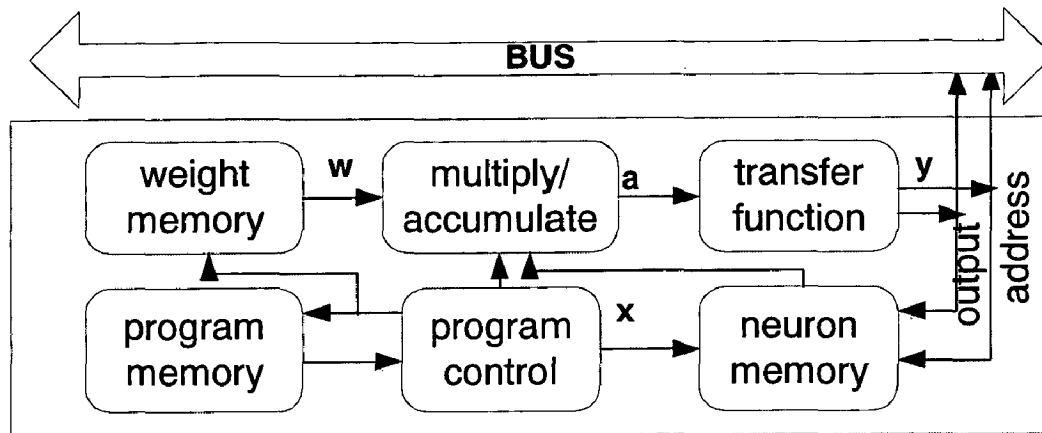 BUS
weight
memory
w
multiply/
accumulate
a
transfer
function
y
output
address
program
memory
program
control
x
neuron
memory